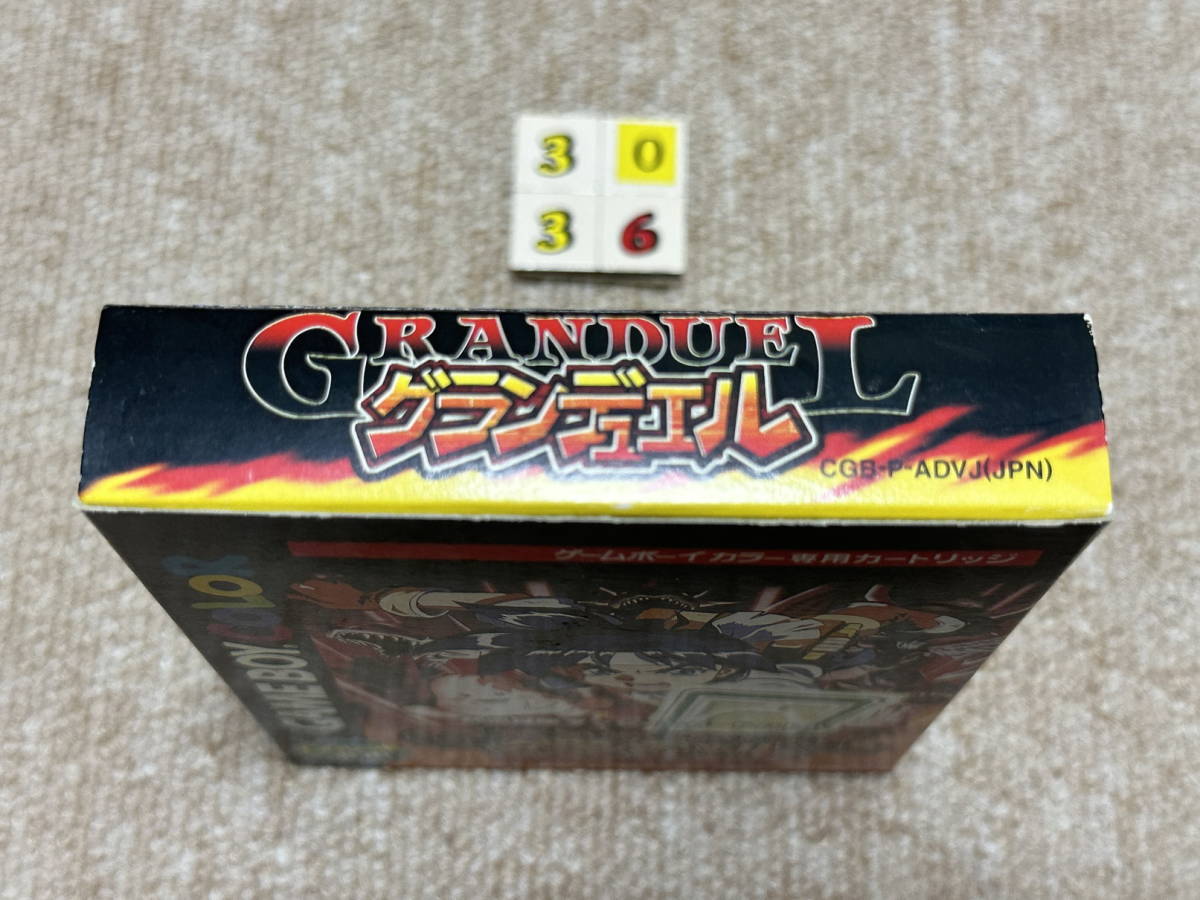 3 0
3 6
GRANDUEL
グランデュエル
CGB-P-ADVJ(JPN)
ゲームボーイカラー専用カートリッジ
GAME BOY COLOR